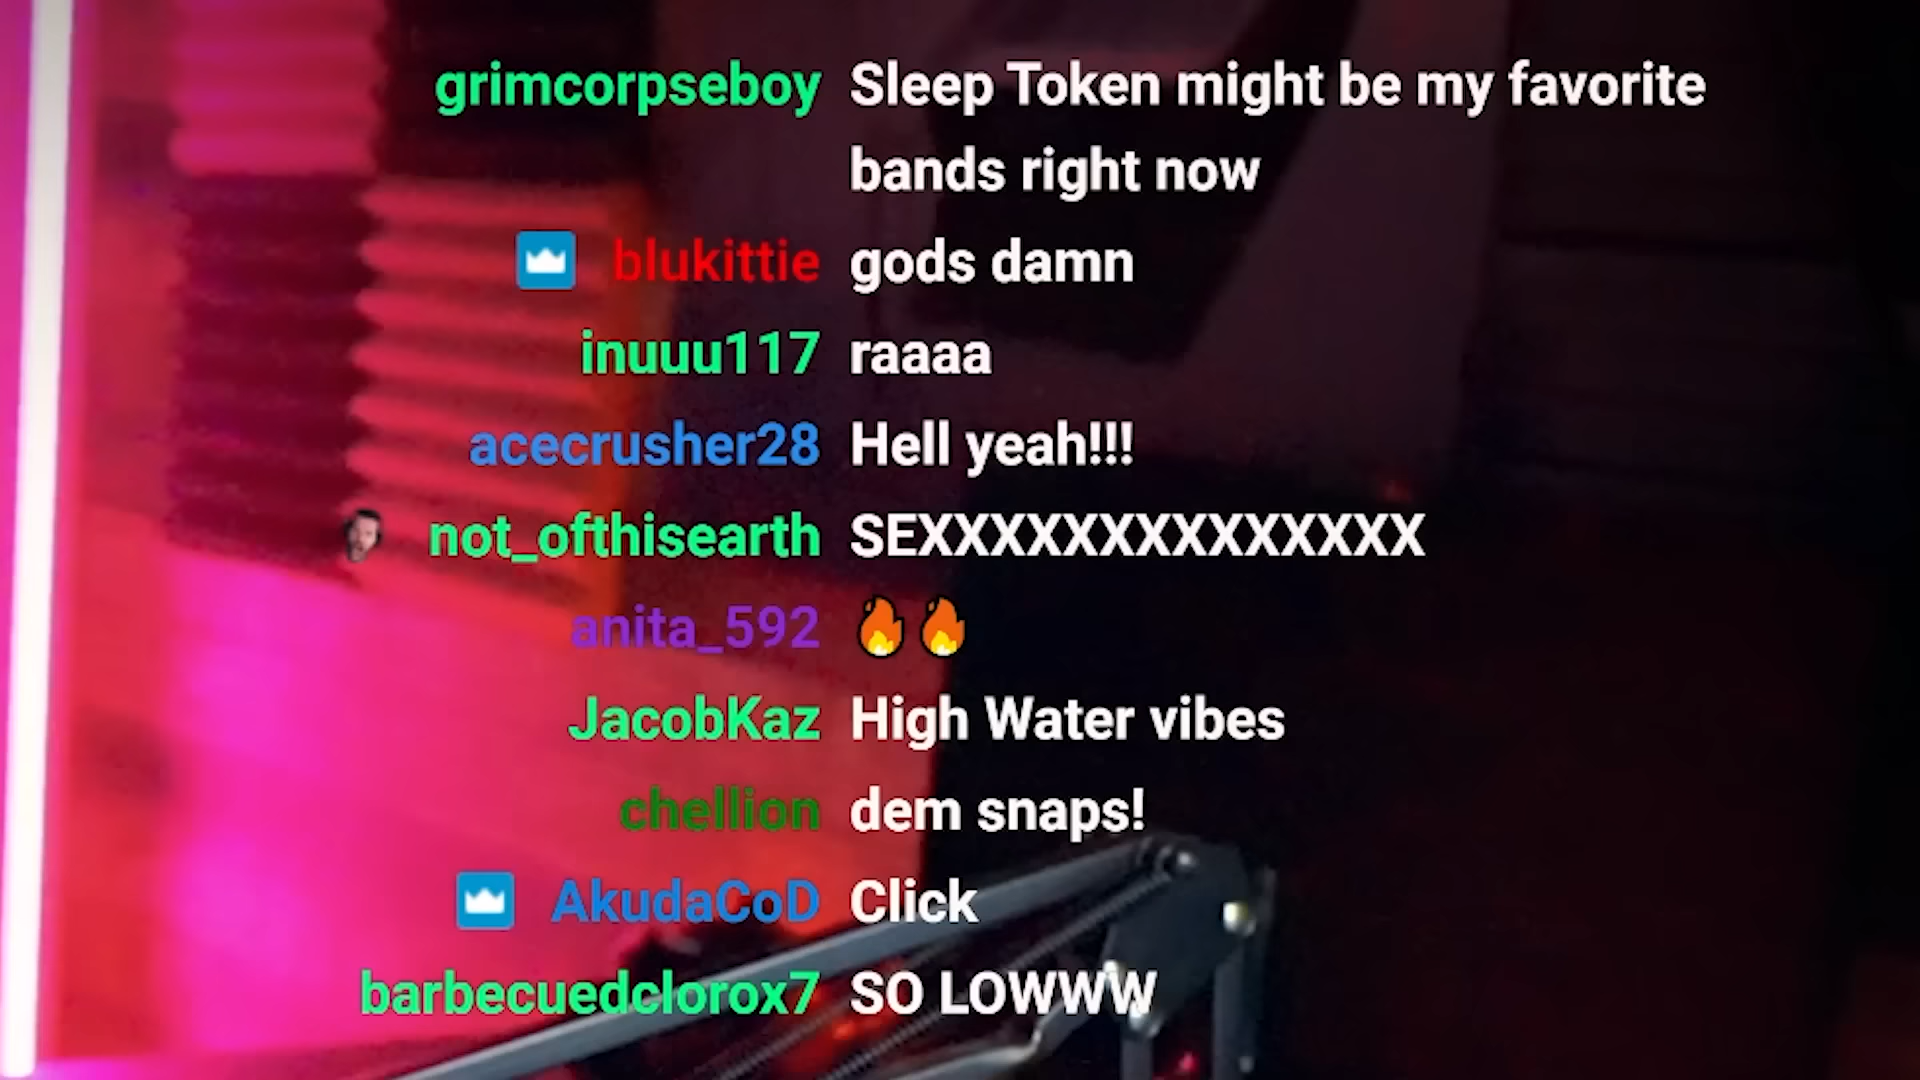 grimcorpseboy Sleep Token might be my favorite
bands right now
blukittie gods damn
inuuu117 raaaa
acecrusher28 Hell yeah!!!
not_ofthisearth SEXXXXXXXXXXXXXX
anita_592 🔥🔥
JacobKaz High Water vibes
chellion dem snaps!
AkudaCoD Click
barbecuedclorox7 SO LOWWW